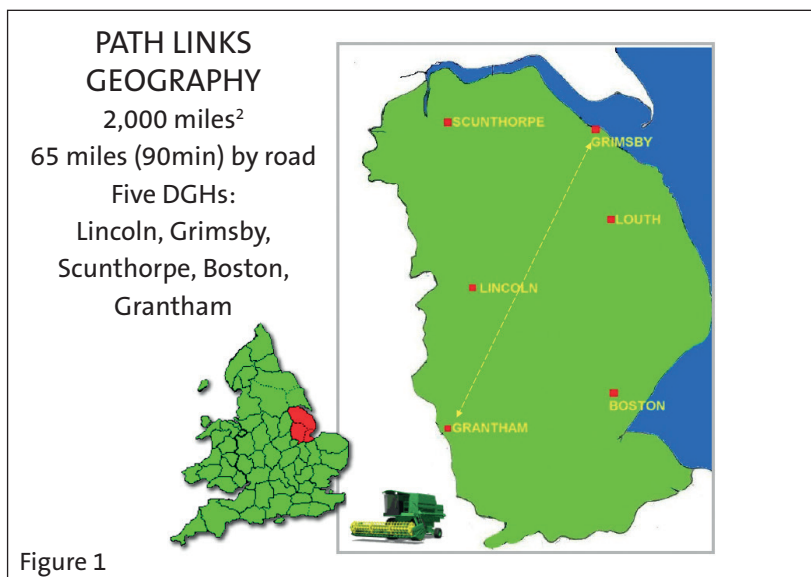 PATH LINKS
GEOGRAPHY
2,000 miles²
65 miles (90min) by road
Five DGHs:
Lincoln, Grimsby,
Scunthorpe, Boston,
Grantham
SCUNTHORPE
GRIMSBY
LOUTH
LINCOLN
BOSTON
GRANTHAM
Figure 1